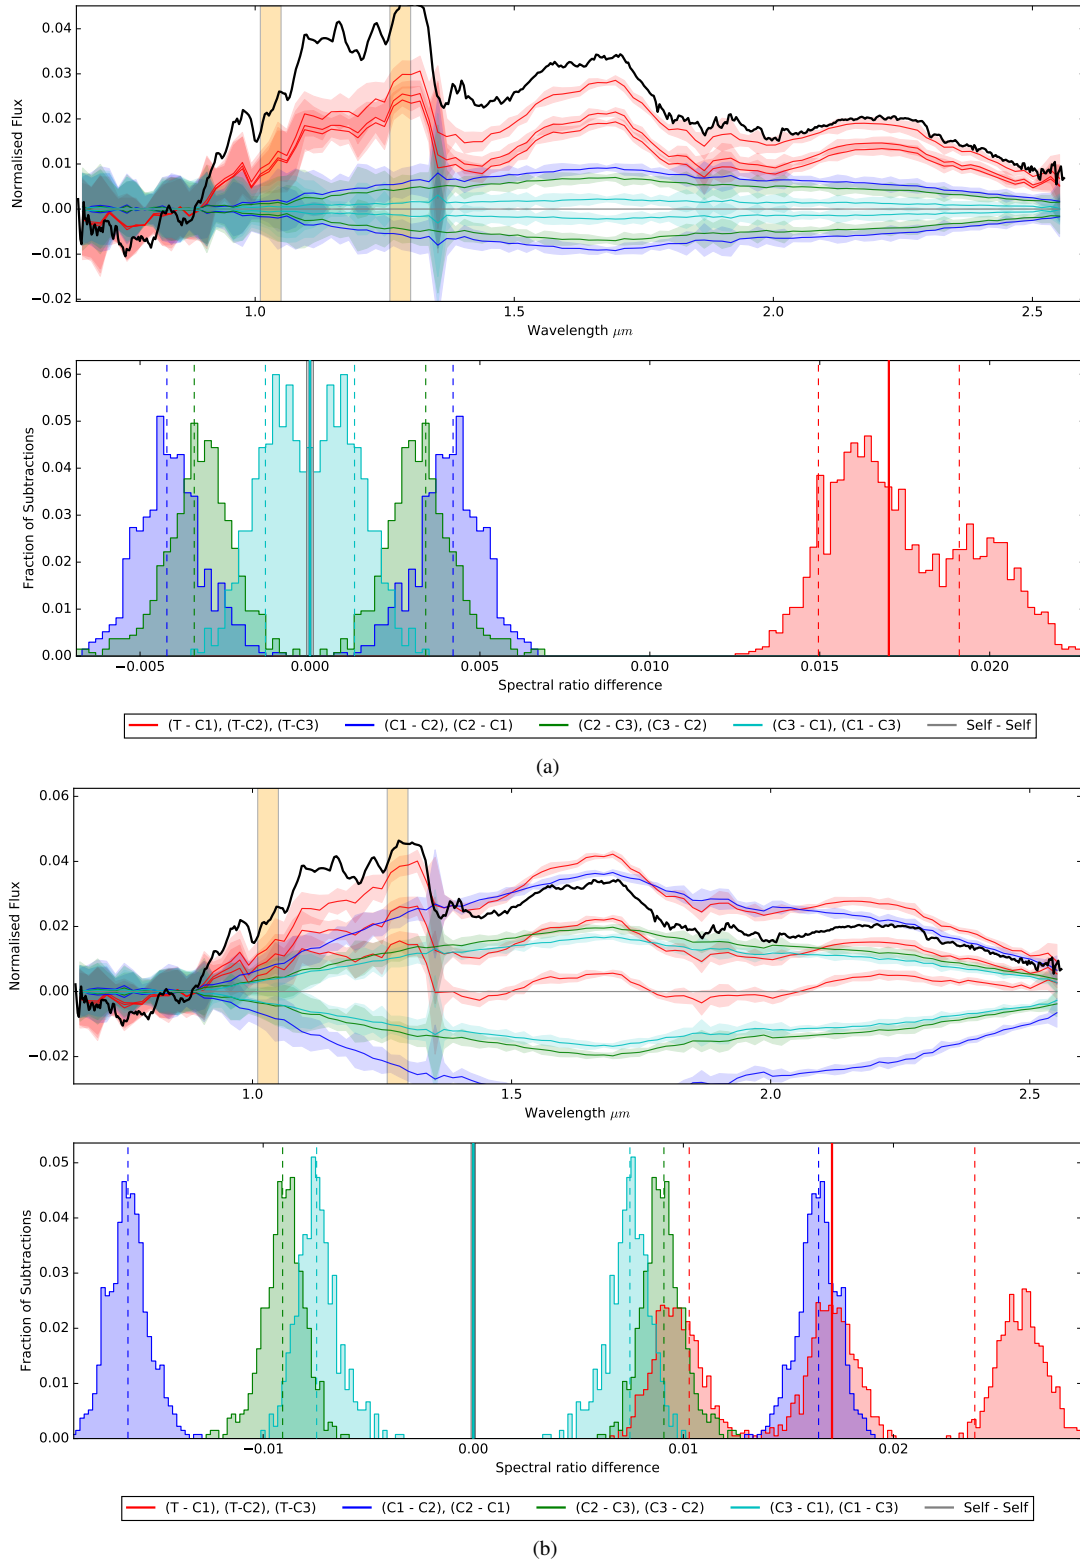 0.04
0.03
0.02
0.01
0.00
−0.01
−0.02
Normalised Flux
1.0 1.5 2.0 2.5
Wavelength μm
0.06
0.05
0.04
0.03
0.02
0.01
0.00
Fraction of Subtractions
−0.005 0.000 0.005 0.010 0.015 0.020
Spectral ratio difference
(T - C1), (T-C2), (T-C3) (C1 - C2), (C2 - C1) (C2 - C3), (C3 - C2) (C3 - C1), (C1 - C3) Self - Self
(a)
0.06
0.04
0.02
0.00
−0.02
Normalised Flux
1.0 1.5 2.0 2.5
Wavelength μm
0.05
0.04
0.03
0.02
0.01
0.00
Fraction of Subtractions
−0.01 0.00 0.01 0.02
Spectral ratio difference
(T - C1), (T-C2), (T-C3) (C1 - C2), (C2 - C1) (C2 - C3), (C3 - C2) (C3 - C1), (C1 - C3) Self - Self
(b)